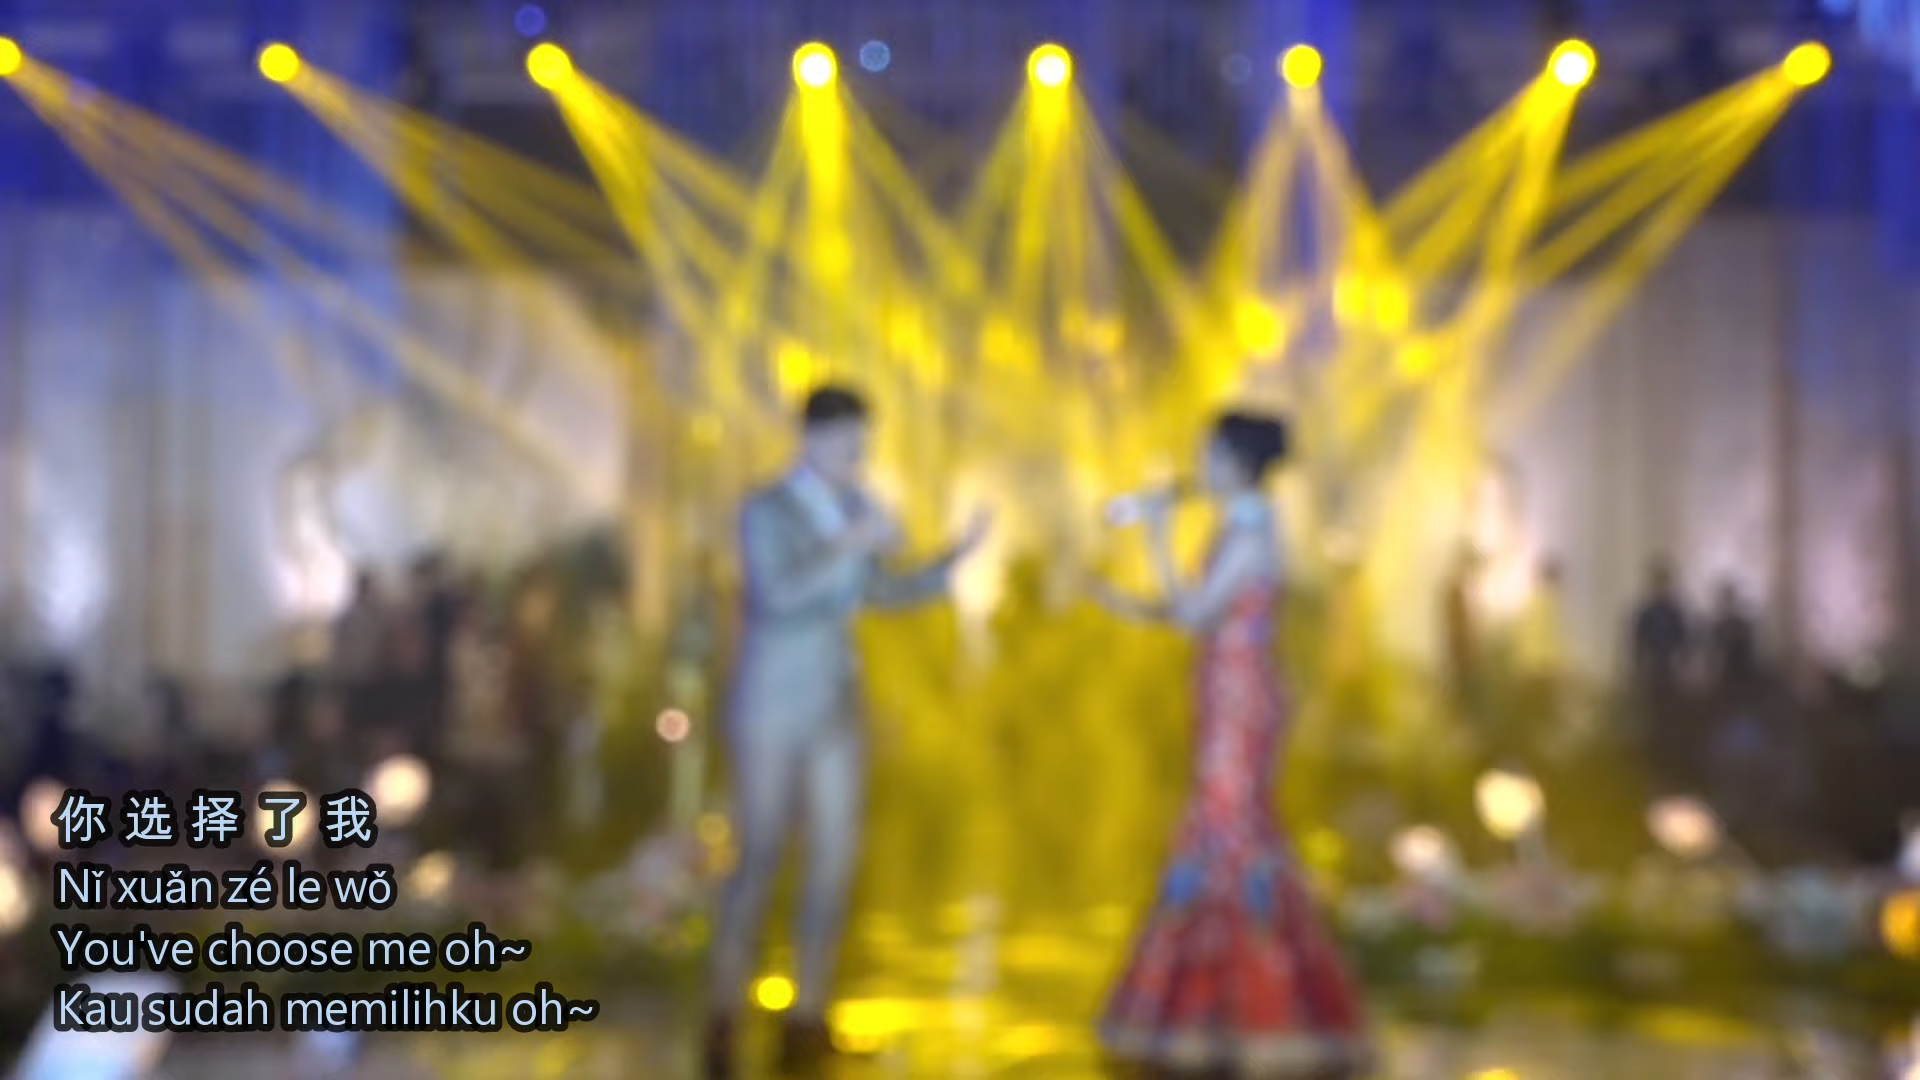 你选择了我
Nǐ xuǎn zé le wǒ
You've choose me oh~
Kau sudah memilihku oh~